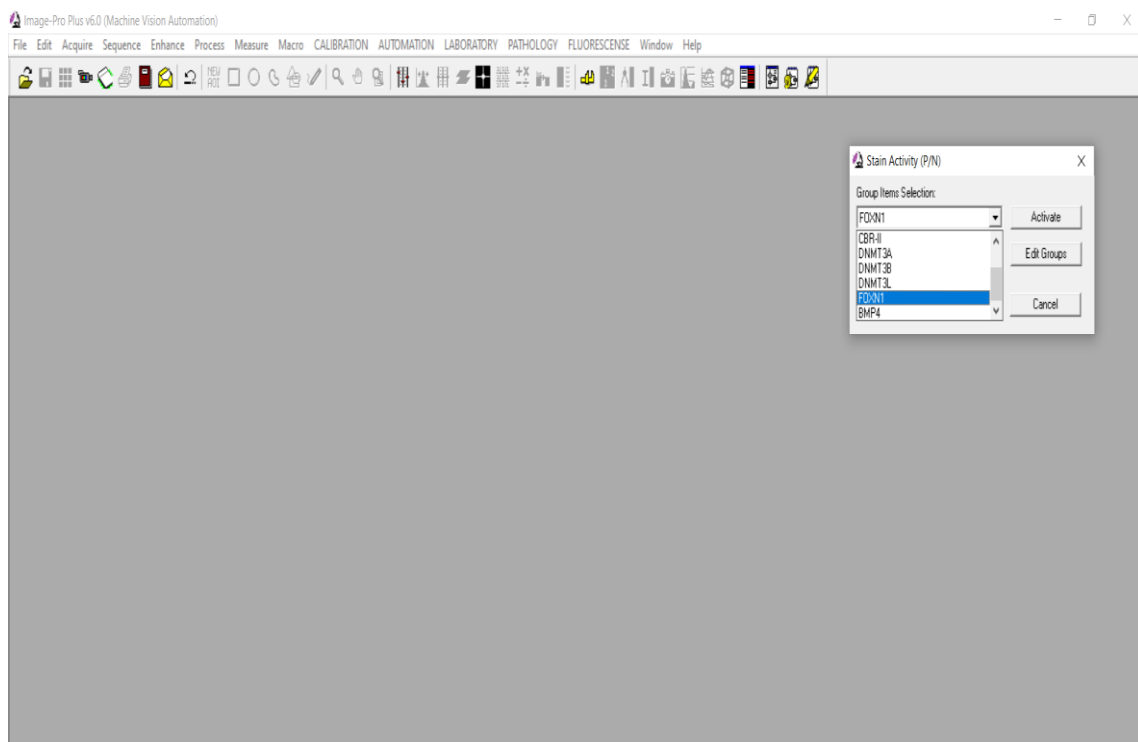 Image-Pro Plus v6.0 (Machine Vision Automation)
File Edit Acquire Sequence Enhance Process Measure Macro CALIBRATION AUTOMATION LABORATORY PATHOLOGY FLUORESCENSE Window Help
NEW AOI
Stain Activity (P/N)
Group Items Selection:
FOXN1
Activate
CBR-II
DNMT3A
Edit Groups
DNMT3B
DNMT3L
FOXN1
Cancel
BMP4